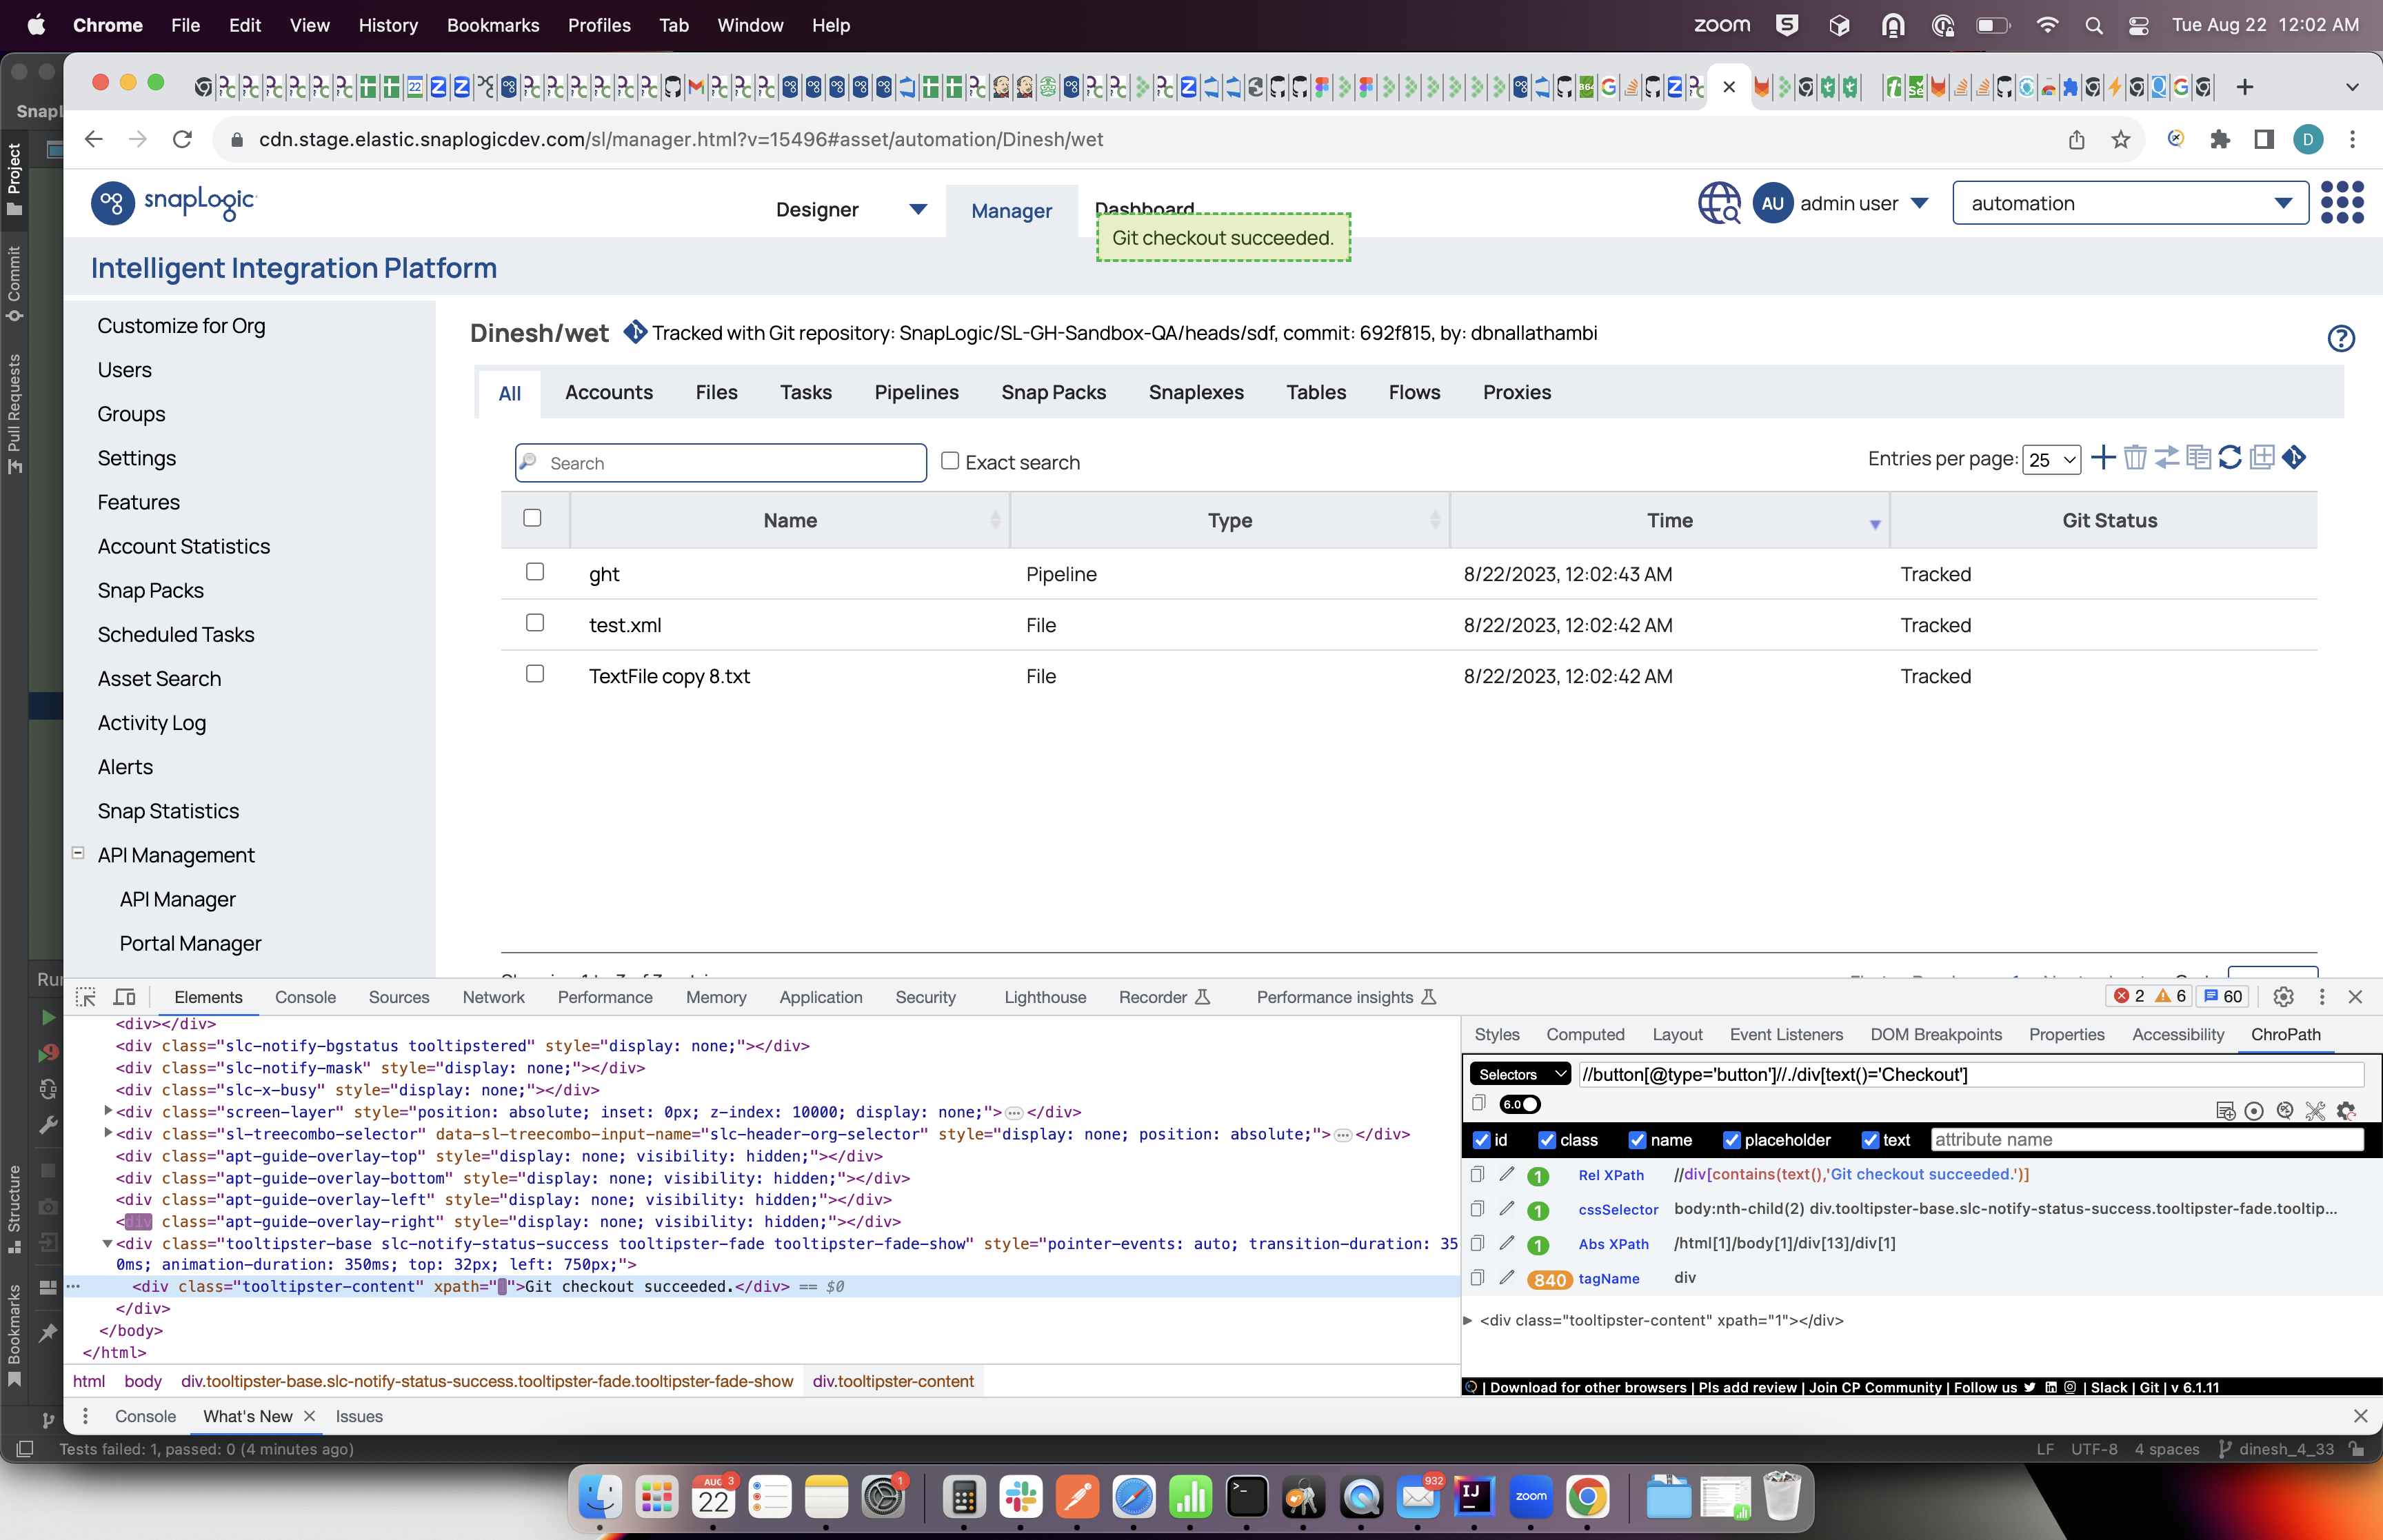 Chrome File Edit View History Bookmarks Profiles Tab Window Help
zoom Tue Aug 22 12:02 AM
SnapL
cdn.stage.elastic.snaplogicdev.com/sl/manager.html?v=15496#asset/automation/Dinesh/wet
D
snapLogic
Designer Manager Dashboard
AU admin user automation
Git checkout succeeded.
Intelligent Integration Platform
Project
Commit
Pull Requests
Structure
Bookmarks
Customize for Org
Users
Groups
Settings
Features
Account Statistics
Snap Packs
Scheduled Tasks
Asset Search
Activity Log
Alerts
Snap Statistics
API Management
API Manager
Portal Manager
Dinesh/wet Tracked with Git repository: SnapLogic/SL-GH-Sandbox-QA/heads/sdf, commit: 692f815, by: dbnallathambi
All Accounts Files Tasks Pipelines Snap Packs Snaplexes Tables Flows Proxies
Search Exact search Entries per page: 25
Name Type Time Git Status
ght Pipeline 8/22/2023, 12:02:43 AM Tracked
test.xml File 8/22/2023, 12:02:42 AM Tracked
TextFile copy 8.txt File 8/22/2023, 12:02:42 AM Tracked
Run
Elements Console Sources Network Performance Memory Application Security Lighthouse Recorder Performance insights 2 6 60
<div></div>
<div class="slc-notify-bgstatus tooltipstered" style="display: none;"></div>
<div class="slc-notify-mask" style="display: none;"></div>
<div class="slc-x-busy" style="display: none;"></div>
<div class="screen-layer" style="position: absolute; inset: 0px; z-index: 10000; display: none;">…</div>
<div class="sl-treecombo-selector" data-sl-treecombo-input-name="slc-header-org-selector" style="display: none; position: absolute;">…</div>
<div class="apt-guide-overlay-top" style="display: none; visibility: hidden;"></div>
<div class="apt-guide-overlay-bottom" style="display: none; visibility: hidden;"></div>
<div class="apt-guide-overlay-left" style="display: none; visibility: hidden;"></div>
<div class="apt-guide-overlay-right" style="display: none; visibility: hidden;"></div>
<div class="tooltipster-base slc-notify-status-success tooltipster-fade tooltipster-fade-show" style="pointer-events: auto; transition-duration: 35
0ms; animation-duration: 350ms; top: 32px; left: 750px;">
<div class="tooltipster-content" xpath="1">Git checkout succeeded.</div> == $0
</div>
</body>
</html>
html body div.tooltipster-base.slc-notify-status-success.tooltipster-fade.tooltipster-fade-show div.tooltipster-content
Styles Computed Layout Event Listeners DOM Breakpoints Properties Accessibility ChroPath
Selectors //button[@type='button']//./div[text()='Checkout']
6.0
id class name placeholder text attribute name
1 Rel XPath //div[contains(text(),'Git checkout succeeded.')]
1 cssSelector body:nth-child(2) div.tooltipster-base.slc-notify-status-success.tooltipster-fade.tooltip...
1 Abs XPath /html[1]/body[1]/div[13]/div[1]
840 tagName div
<div class="tooltipster-content" xpath="1"></div>
| Download for other browsers | Pls add review | Join CP Community | Follow us | Slack | Git | v 6.1.11
Console What's New Issues
Tests failed: 1, passed: 0 (4 minutes ago) LF UTF-8 4 spaces dinesh_4_33
AUG 22 3 1 932 IJ zoom